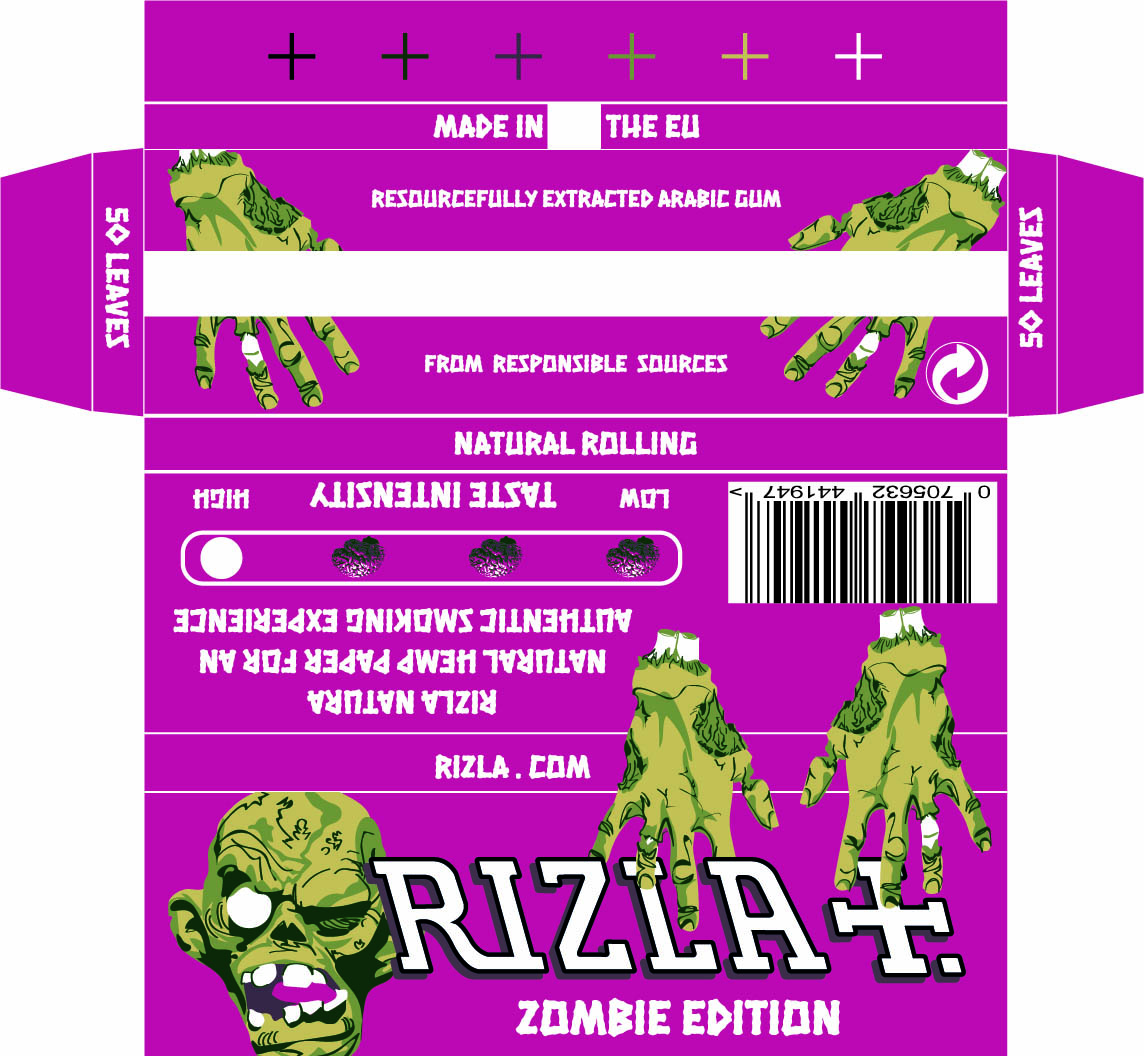 MADE IN THE EU
RESOURCEFULLY EXTRACTED ARABIC GUM
50 LEAVES
50 LEAVES
FROM RESPONSIBLE SOURCES
NATURAL ROLLING
RIZLA NATURA
NATURAL HEMP PAPER FOR AN
AUTHENTIC SMOKING EXPERIENCE
LOW TASTE INTENSITY HIGH
0 705632 441947 >
RIZLA . COM
RIZLA +.
ZOMBIE EDITION